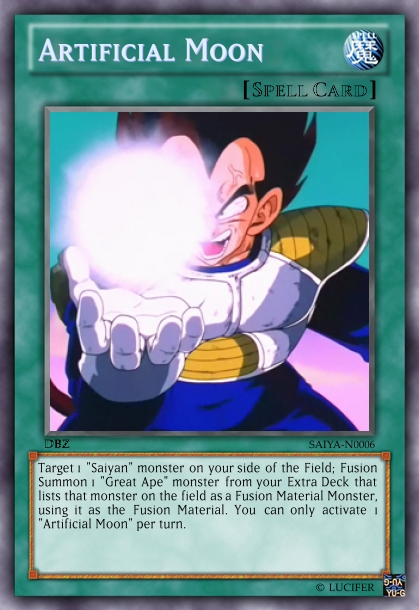 ARTIFICIAL MOON
魔
[SPELL CARD]
DBZ
SAIYA-N0006
Target 1 "Saiyan" monster on your side of the Field; Fusion
Summon 1 "Great Ape" monster from your Extra Deck that
lists that monster on the field as a Fusion Material Monster,
using it as the Fusion Material. You can only activate 1
"Artificial Moon" per turn.
© LUCIFER